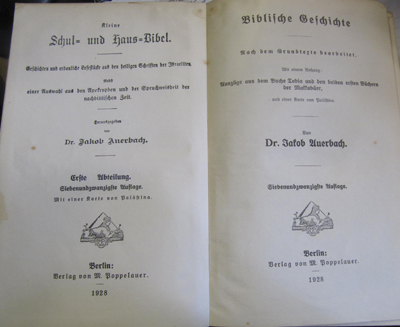 Kleine
Schul- und Haus-Bibel.
Geschichten und erbauliche Lesestücke aus den heiligen Schriften der Israeliten.
Nebst
einer Auswahl aus den Apokryphen und der Spruchweisheit der
nachbiblischen Zeit.
Herausgegeben
von
Dr. Jakob Auerbach.
Erste Abteilung.
Siebenundzwanzigste Auflage.
Mit einer Karte von Palästina.
Berlin:
Verlag von M. Poppelauer.
1928
Biblische Geschichte
Nach dem Grundtexte bearbeitet.
Mit einem Anhang:
Auszüge aus dem Buche Tobia und den beiden ersten Büchern
der Makkabäer,
und einer Karte von Palästina.
Von
Dr. Jakob Auerbach.
Siebenundzwanzigste Auflage.
Berlin:
Verlag von M. Poppelauer.
1928